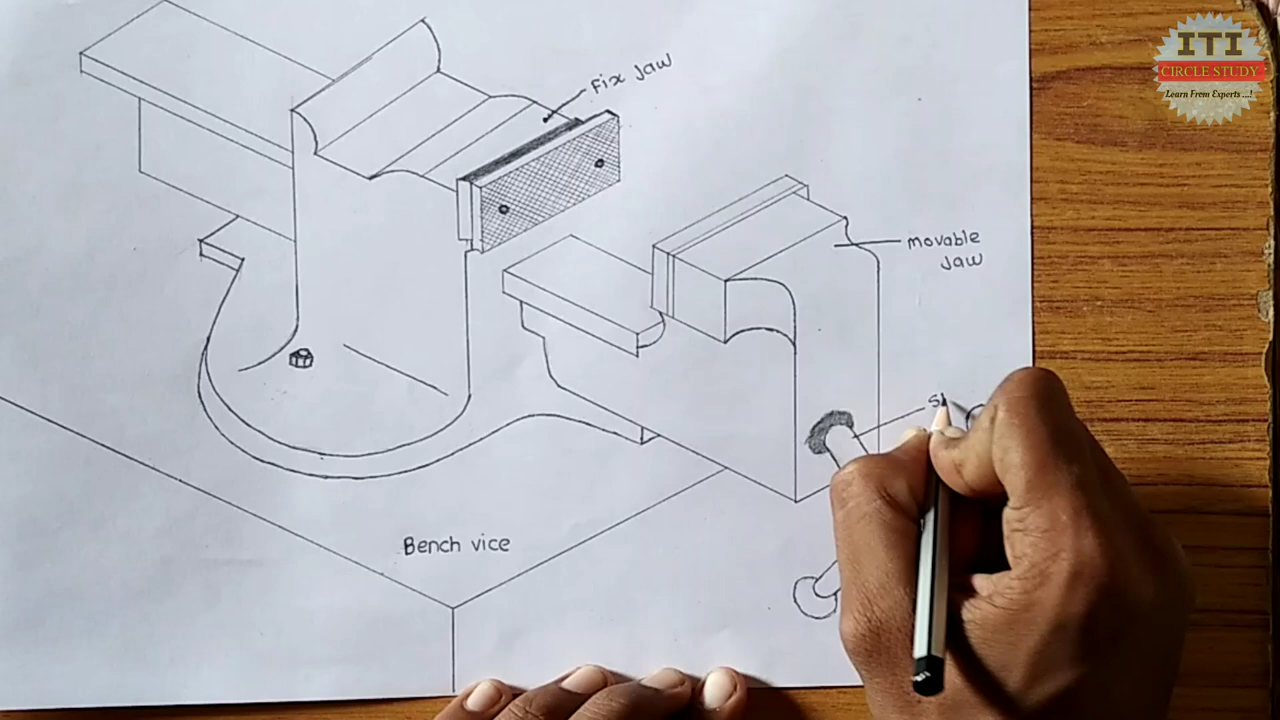 ITI
CIRCLE STUDY
Learn From Experts ...!
Fix Jaw
movable
Jaw
Bench vice